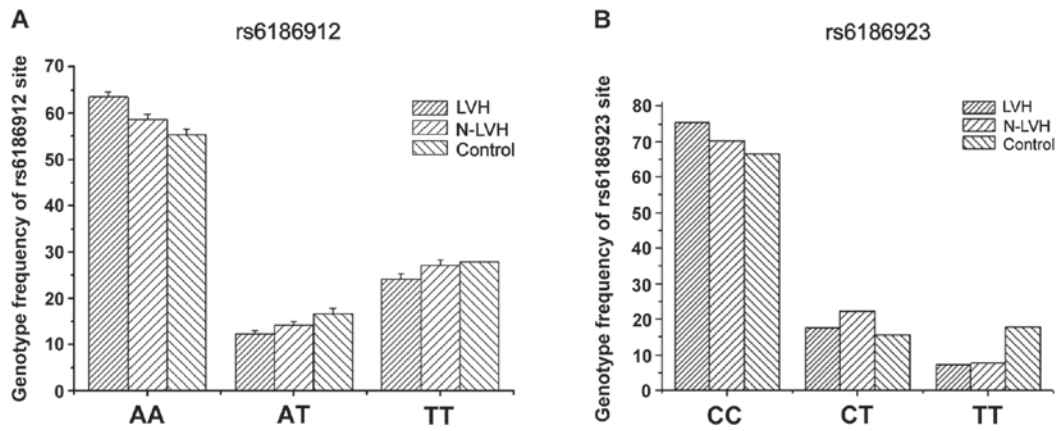 A
rs6186912
Genotype frequency of rs6186912 site
70
60
50
40
30
20
10
0
LVH
N-LVH
Control
AA AT TT
B
rs6186923
Genotype frequency of rs6186923 site
80
70
60
50
40
30
20
10
0
LVH
N-LVH
Control
CC CT TT